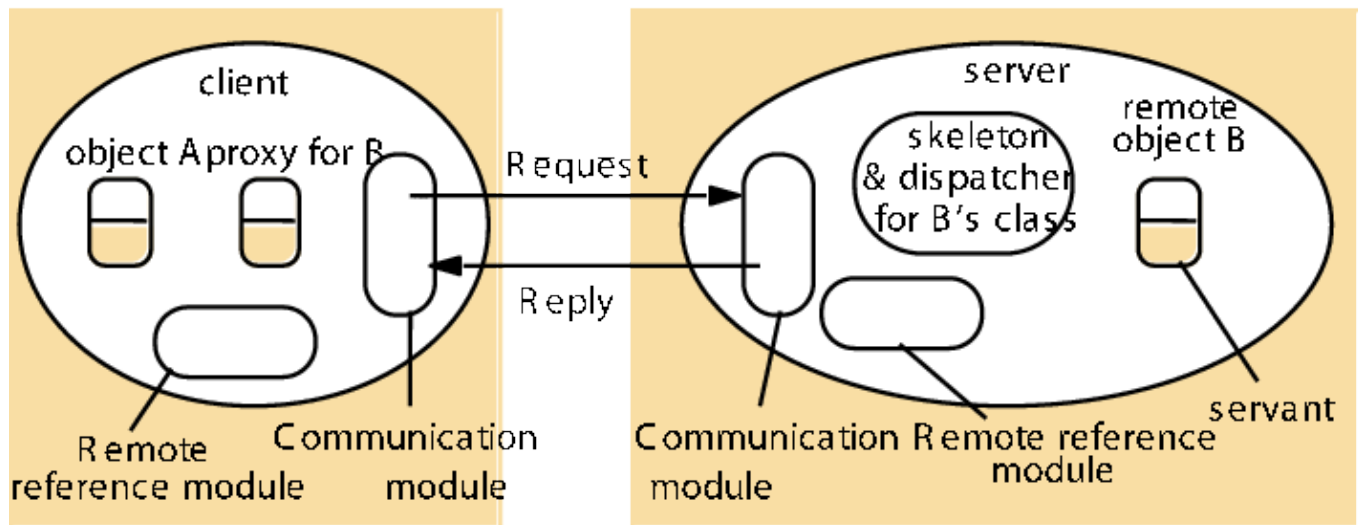 client
object A proxy for B
Remote
reference module
Communication
module
Request
Reply
server
skeleton
& dispatcher
for B's class
remote
object B
Communication
module
Remote reference
module
servant